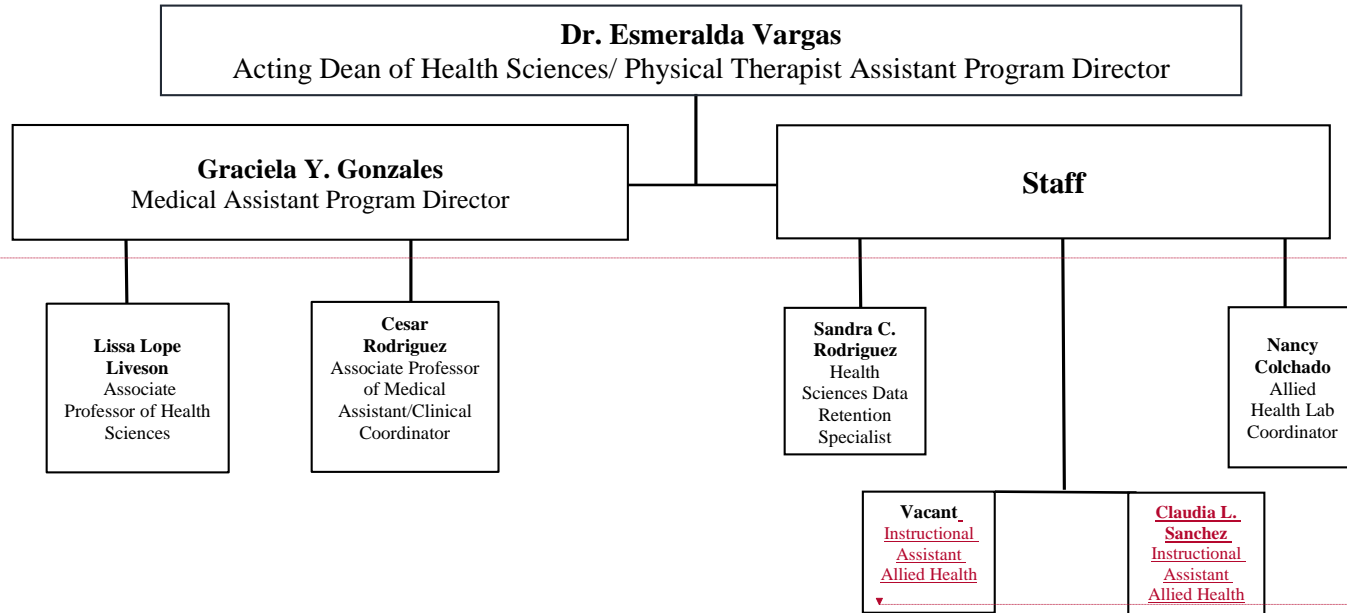 Dr. Esmeralda Vargas
Acting Dean of Health Sciences/ Physical Therapist Assistant Program Director
Graciela Y. Gonzales
Medical Assistant Program Director
Staff
Lissa Lope
Liveson
Associate
Professor of Health
Sciences
Cesar
Rodriguez
Associate Professor
of Medical
Assistant/Clinical
Coordinator
Sandra C.
Rodriguez
Health
Sciences Data
Retention
Specialist
Nancy
Colchado
Allied
Health Lab
Coordinator
Vacant
Instructional
Assistant
Allied Health
Claudia L.
Sanchez
Instructional
Assistant
Allied Health